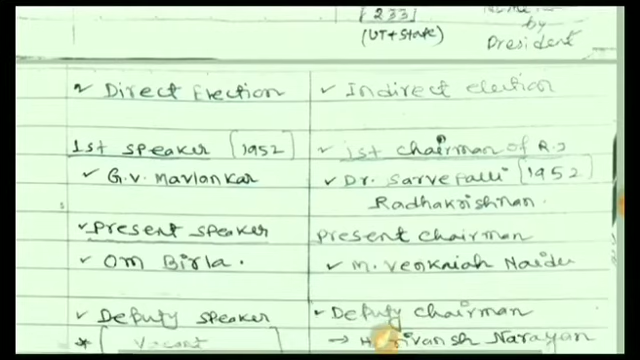 [233]
by
(UT+State)
President
✓ Direct Election
✓ Indirect election
1st speaker [1952]
✓ 1st chairman of R.S
✓ G.V. Mavlankar
✓ Dr. Sarvepalli [1952]
Radhakrishnan.
✓ Present speaker
Present chairman
✓ Om Birla.
✓ M. Venkaiah Naidu
✓ Deputy speaker
✓ Deputy chairman
* [ Vacant ]
→ Narayan